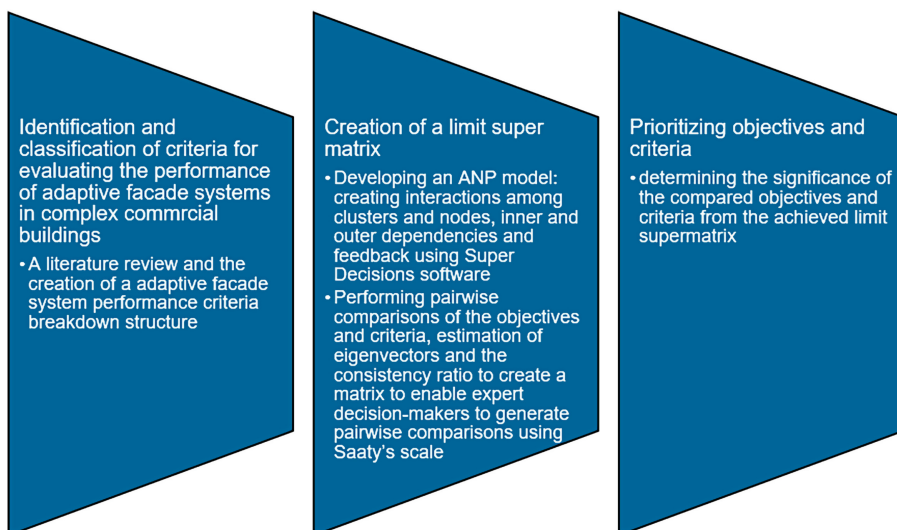 Identification and
classification of criteria for
evaluating the performance
of adaptive facade systems
in complex commrcial
buildings
• A literature review and the
creation of a adaptive facade
system performance criteria
breakdown structure
Creation of a limit super
matrix
• Developing an ANP model:
creating interactions among
clusters and nodes, inner and
outer dependencies and
feedback using Super
Decisions software
• Performing pairwise
comparisons of the objectives
and criteria, estimation of
eigenvectors and the
consistency ratio to create a
matrix to enable expert
decision-makers to generate
pairwise comparisons using
Saaty's scale
Prioritizing objectives and
criteria
• determining the significance of
the compared objectives and
criteria from the achieved limit
supermatrix